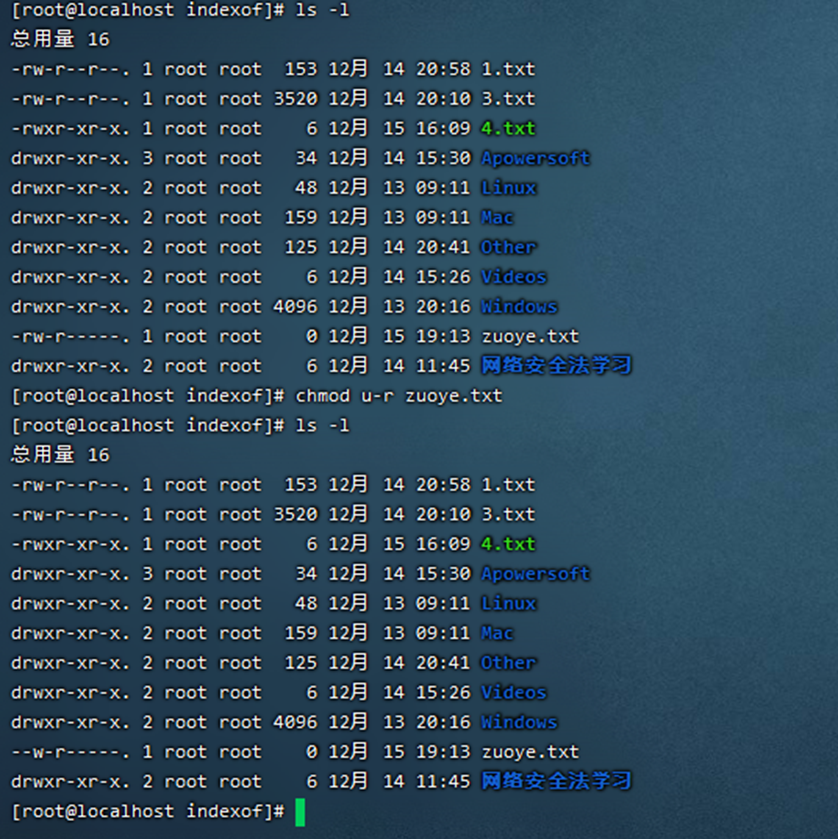 [root@localhost indexof]# ls -l
总用量 16
-rw-r--r--. 1 root root  153 12月 14 20:58 1.txt
-rw-r--r--. 1 root root 3520 12月 14 20:10 3.txt
-rwxr-xr-x. 1 root root    6 12月 15 16:09 4.txt
drwxr-xr-x. 3 root root   34 12月 14 15:30 Apowersoft
drwxr-xr-x. 2 root root   48 12月 13 09:11 Linux
drwxr-xr-x. 2 root root  159 12月 13 09:11 Mac
drwxr-xr-x. 2 root root  125 12月 14 20:41 Other
drwxr-xr-x. 2 root root    6 12月 14 15:26 Videos
drwxr-xr-x. 2 root root 4096 12月 13 20:16 Windows
-rw-r-----. 1 root root    0 12月 15 19:13 zuoye.txt
drwxr-xr-x. 2 root root    6 12月 14 11:45 网络安全法学习
[root@localhost indexof]# chmod u-r zuoye.txt
[root@localhost indexof]# ls -l
总用量 16
-rw-r--r--. 1 root root  153 12月 14 20:58 1.txt
-rw-r--r--. 1 root root 3520 12月 14 20:10 3.txt
-rwxr-xr-x. 1 root root    6 12月 15 16:09 4.txt
drwxr-xr-x. 3 root root   34 12月 14 15:30 Apowersoft
drwxr-xr-x. 2 root root   48 12月 13 09:11 Linux
drwxr-xr-x. 2 root root  159 12月 13 09:11 Mac
drwxr-xr-x. 2 root root  125 12月 14 20:41 Other
drwxr-xr-x. 2 root root    6 12月 14 15:26 Videos
drwxr-xr-x. 2 root root 4096 12月 13 20:16 Windows
--w-r-----. 1 root root    0 12月 15 19:13 zuoye.txt
drwxr-xr-x. 2 root root    6 12月 14 11:45 网络安全法学习
[root@localhost indexof]#